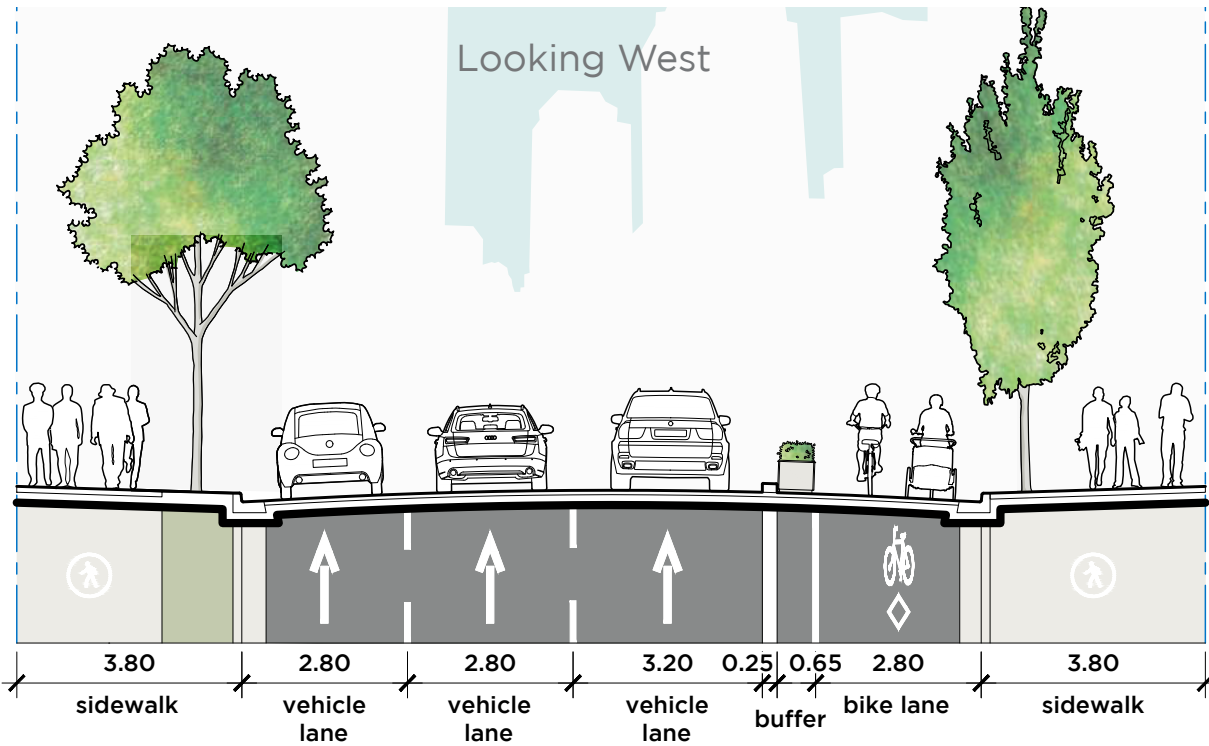 Looking West
3.80 2.80 2.80 3.20 0.25 0.65 2.80 3.80
sidewalk vehicle vehicle vehicle buffer bike lane sidewalk
lane lane lane